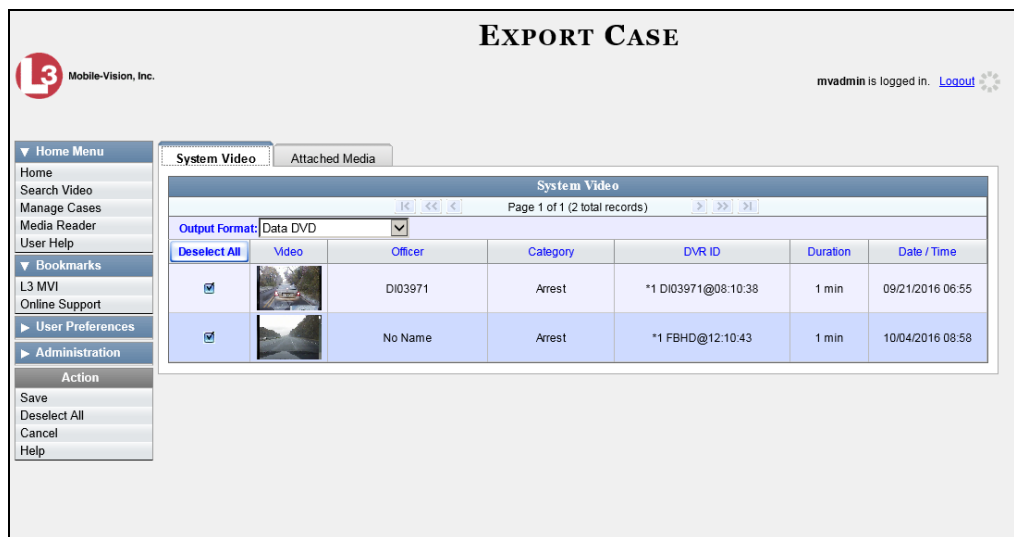 EXPORT CASE
L3 Mobile-Vision, Inc.
mvadmin is logged in. Logout
▼ Home Menu
Home
Search Video
Manage Cases
Media Reader
User Help
▼ Bookmarks
L3 MVI
Online Support
▶ User Preferences
▶ Administration
Action
Save
Deselect All
Cancel
Help
System Video Attached Media
System Video
Page 1 of 1 (2 total records)
Output Format: Data DVD
Deselect All Video Officer Category DVR ID Duration Date / Time
DI03971 Arrest *1 DI03971@08:10:38 1 min 09/21/2016 06:55
No Name Arrest *1 FBHD@12:10:43 1 min 10/04/2016 08:58